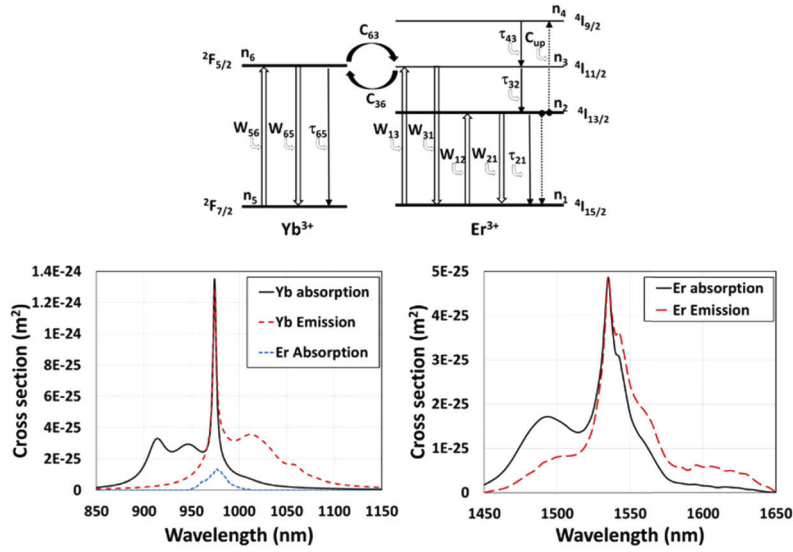 n₄ ⁴I₉/₂
C₆₃
τ₄₃ C_up
²F₅/₂ n₆
n₃ ⁴I₁₁/₂
C₃₆
τ₃₂
n₂ ⁴I₁₃/₂
W₅₆ W₆₅ τ₆₅ W₁₃ W₃₁ W₁₂ W₂₁ τ₂₁
²F₇/₂ n₅
n₁ ⁴I₁₅/₂
Yb³⁺ Er³⁺
Cross section (m²)
1.4E-24
1.2E-24
1E-24
8E-25
6E-25
4E-25
2E-25
0
Yb absorption
Yb Emission
Er Absorption
850 900 950 1000 1050 1100 1150
Wavelength (nm)
Cross section (m²)
5E-25
4E-25
3E-25
2E-25
1E-25
0
Er absorption
Er Emission
1450 1500 1550 1600 1650
Wavelength (nm)